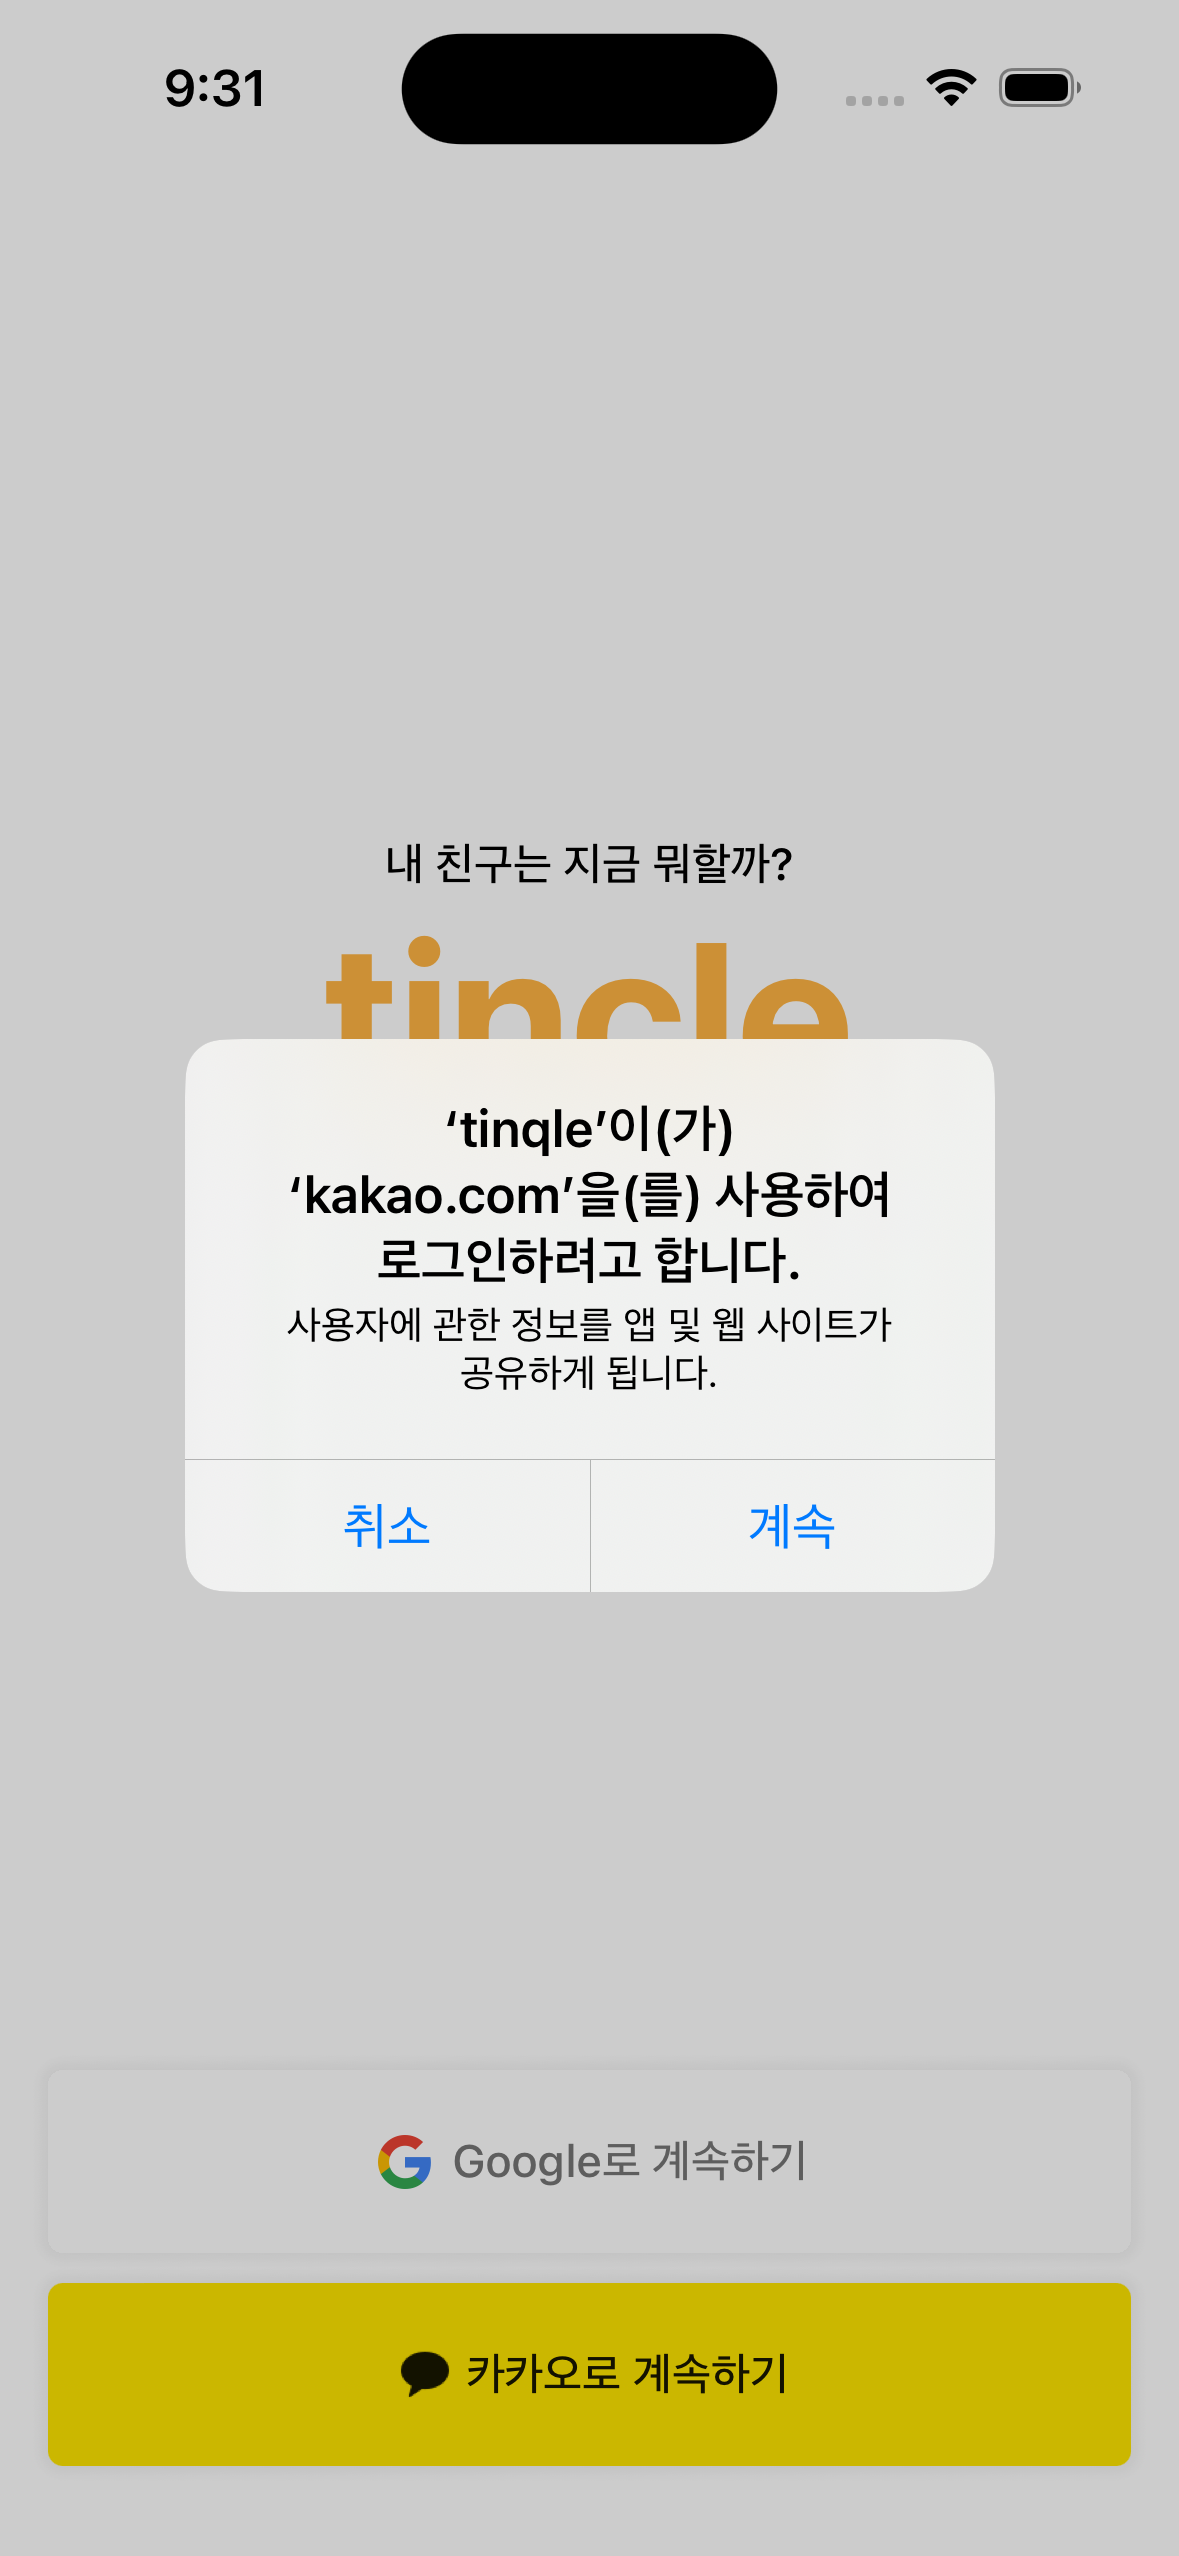 9:31
내 친구는 지금 뭐할까?
tincle
‘tinqle’이(가)
‘kakao.com’을(를) 사용하여
로그인하려고 합니다.
사용자에 관한 정보를 앱 및 웹 사이트가
공유하게 됩니다.
취소
계속
Google로 계속하기
카카오로 계속하기